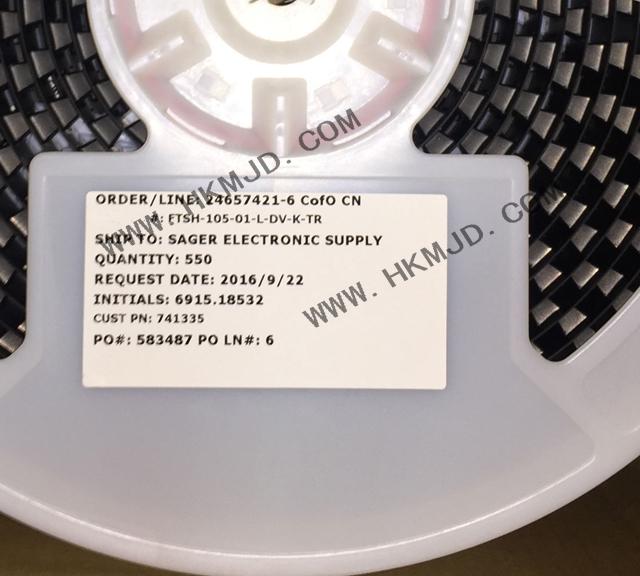 WWW. HKMJD. COM
ORDER/LINE: 24657421-6 CofO CN
#: FTSH-105-01-L-DV-K-TR
SHIP TO: SAGER ELECTRONIC SUPPLY
QUANTITY: 550
REQUEST DATE: 2016/9/22
INITIALS: 6915.18532
CUST PN: 741335
PO#: 583487 PO LN#: 6
WWW. HKMJD. COM